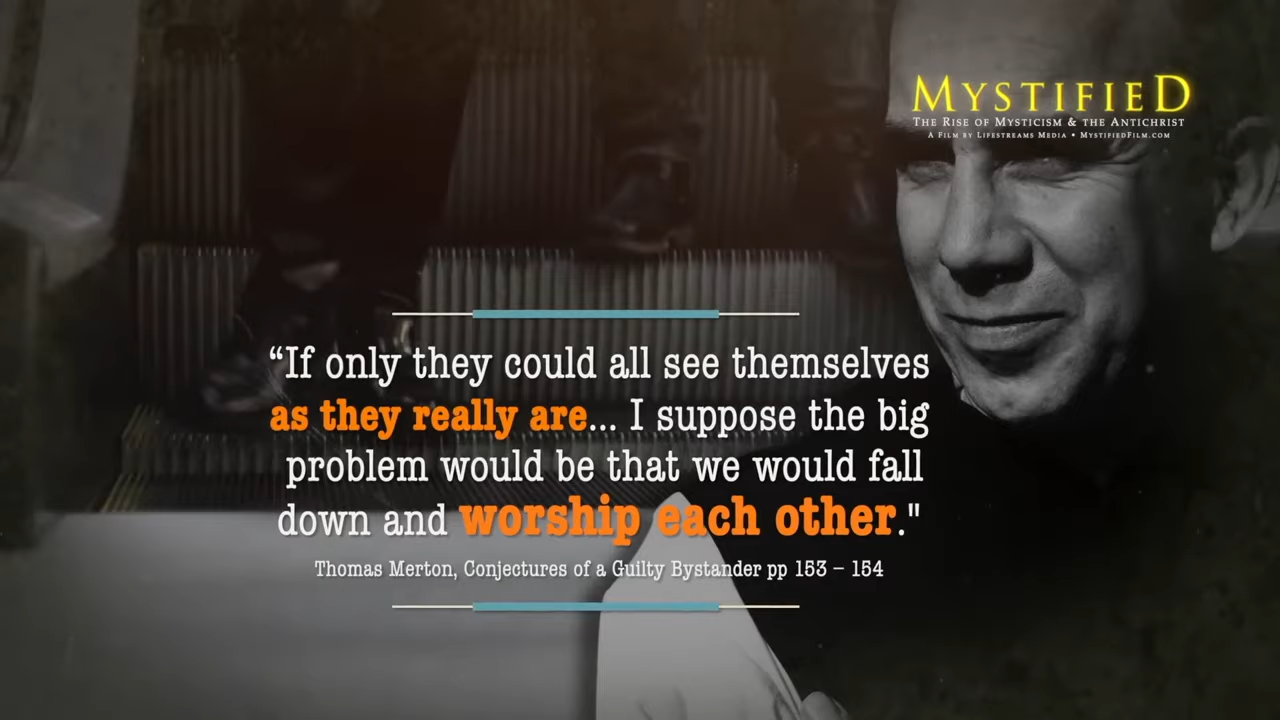 MYSTIFIED
THE RISE OF MYSTICISM & THE ANTICHRIST
A FILM BY LIFESTREAMS MEDIA • MYSTIFIEDFILM.COM
“If only they could all see themselves
as they really are... I suppose the big
problem would be that we would fall
down and worship each other."
Thomas Merton, Conjectures of a Guilty Bystander pp 153 – 154